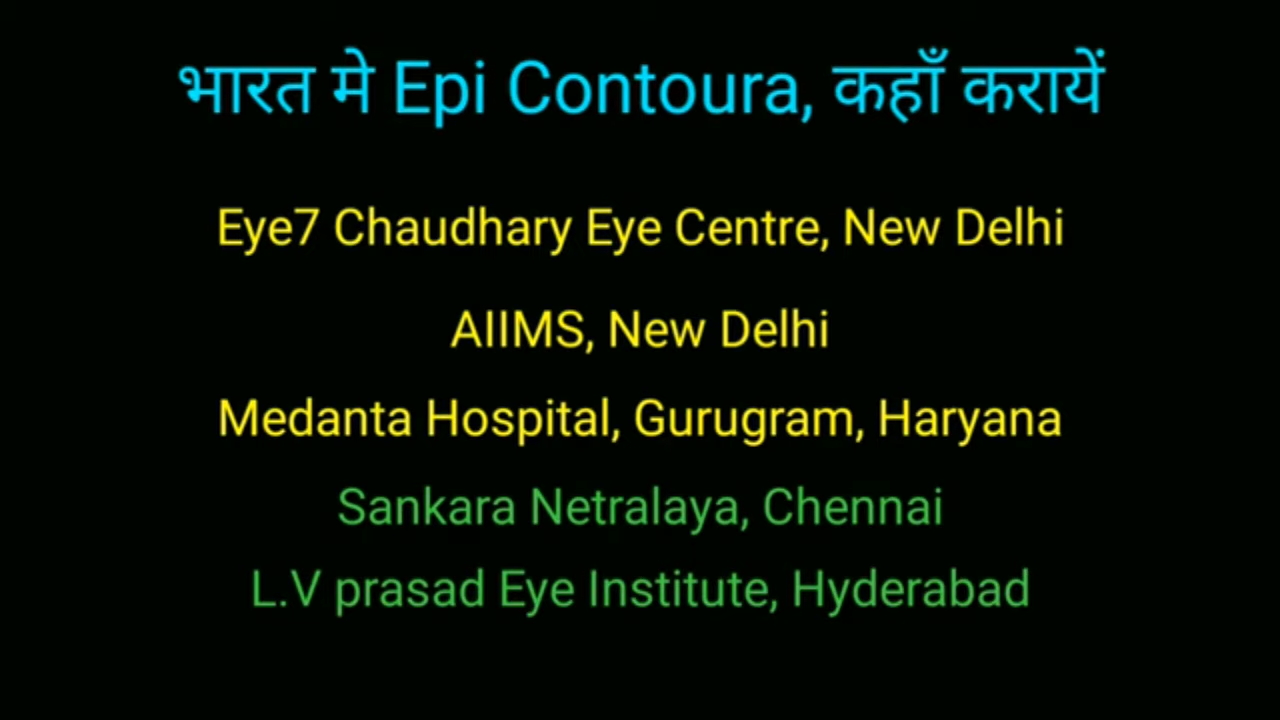 भारत मे Epi Contoura, कहाँ करायें
Eye7 Chaudhary Eye Centre, New Delhi
AIIMS, New Delhi
Medanta Hospital, Gurugram, Haryana
Sankara Netralaya, Chennai
L.V prasad Eye Institute, Hyderabad